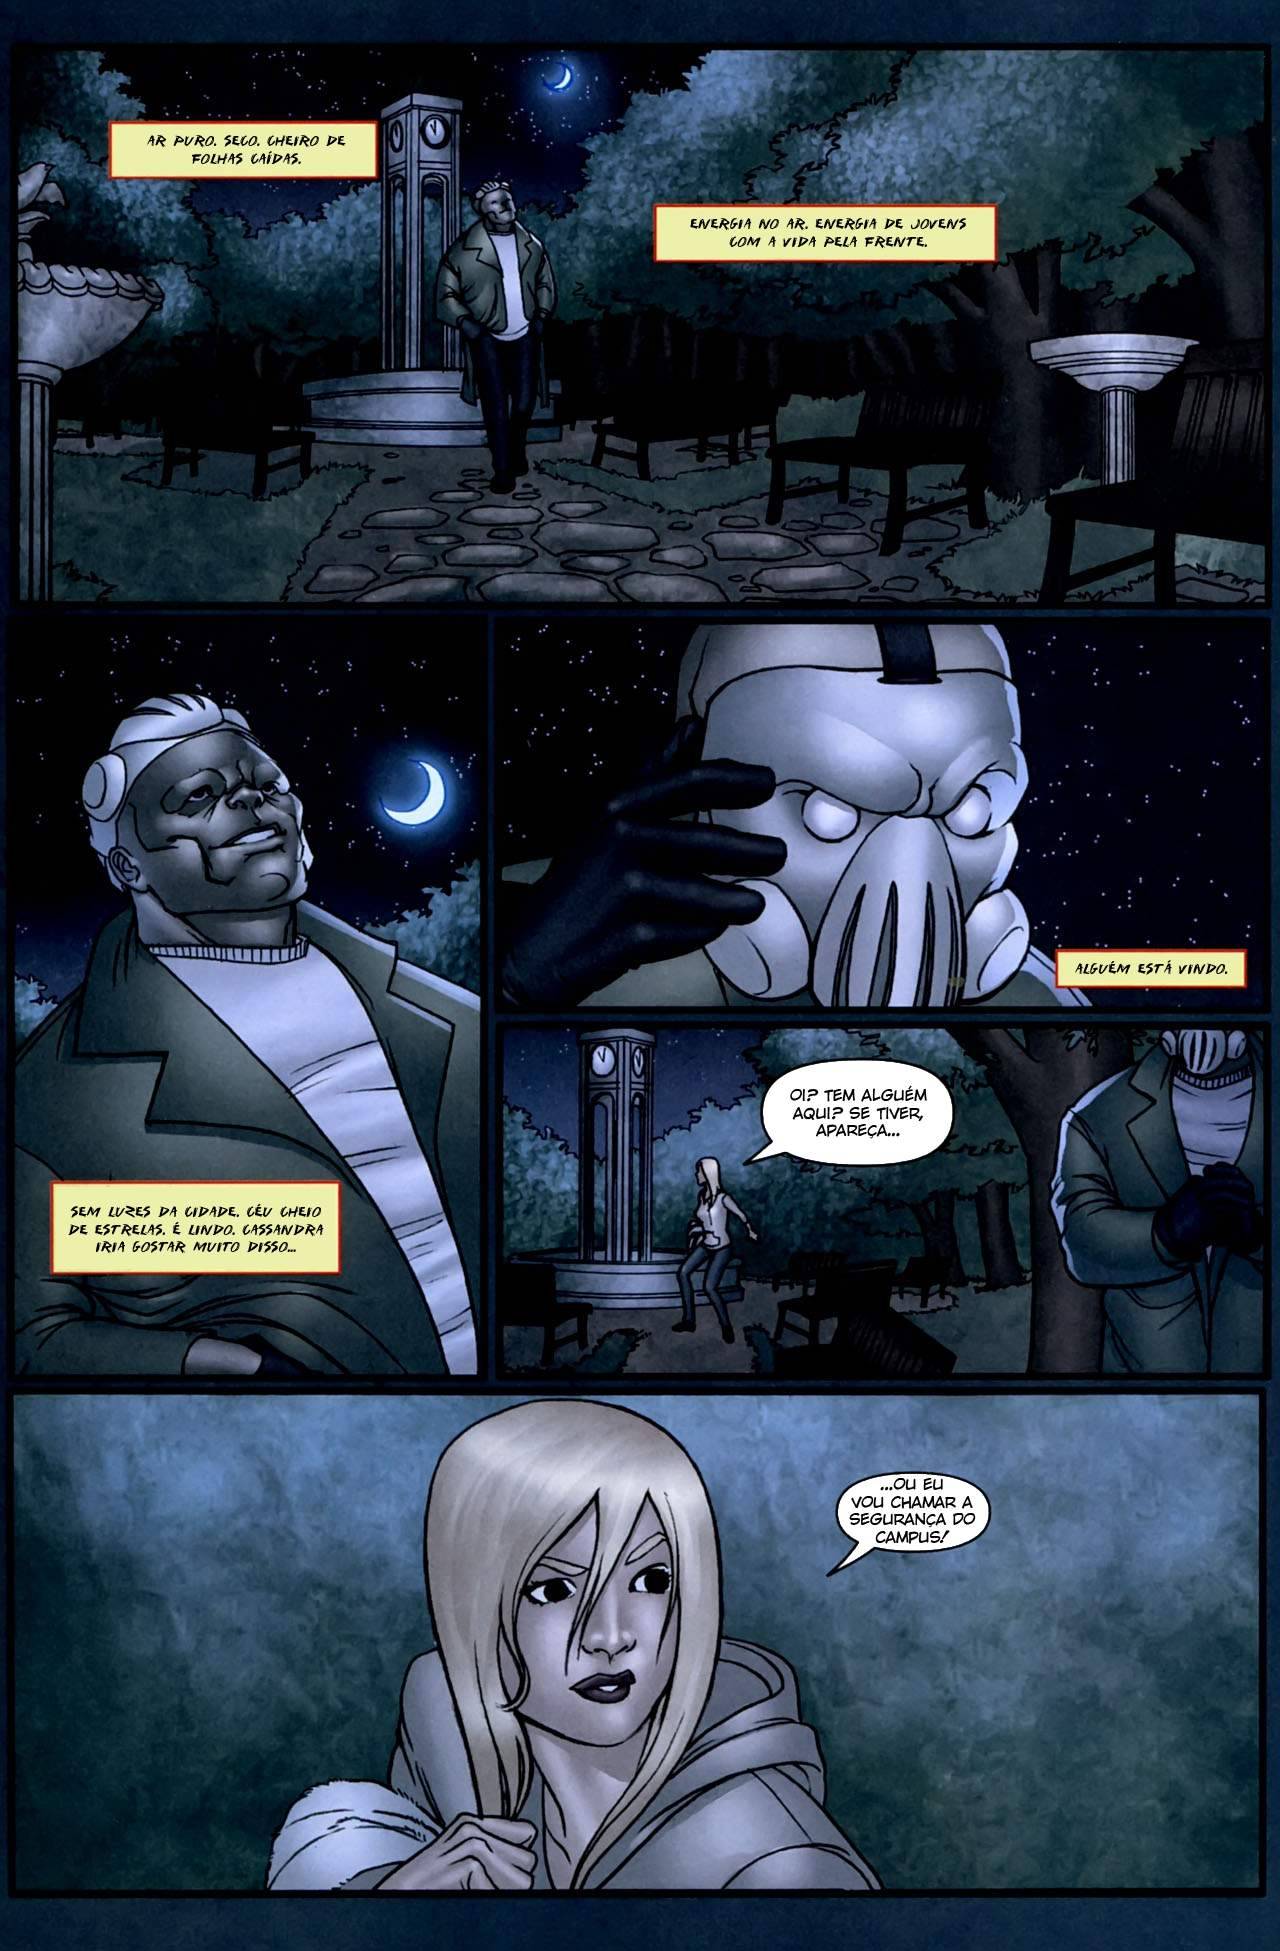 AR PURO. SECO. CHEIRO DE
FOLHAS CAÍDAS.
ENERGIA NO AR. ENERGIA DE JOVENS
COM A VIDA PELA FRENTE.
SEM LUZES DA CIDADE. CÉU CHEIO
DE ESTRELAS. É LINDO. CASSANDRA
IRIA GOSTAR MUITO DISSO...
ALGUÉM ESTÁ VINDO.
OI? TEM ALGUÉM
AQUI? SE TIVER,
APAREÇA...
...OU EU
VOU CHAMAR A
SEGURANÇA DO
CAMPUS!